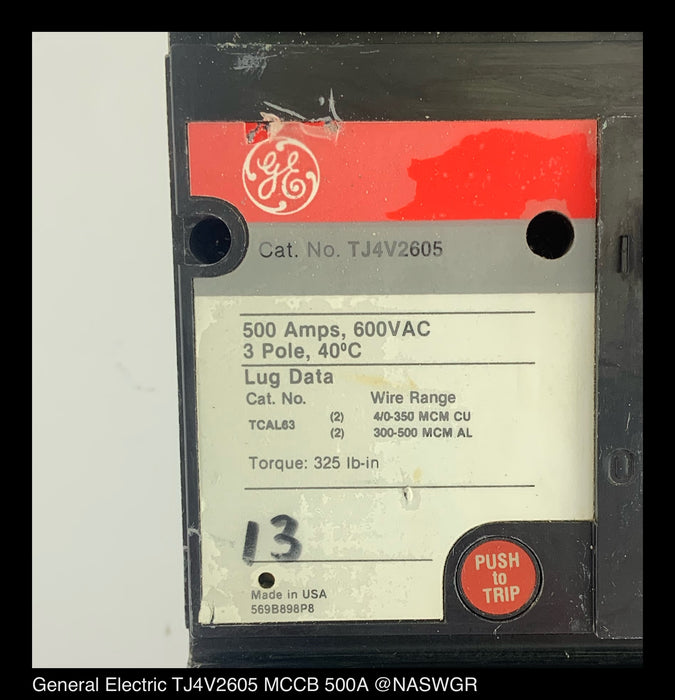 GE
Cat. No. TJ4V2605
500 Amps, 600VAC
3 Pole, 40ºC
Lug Data
Cat. No. Wire Range
TCAL63 (2) 4/0-350 MCM CU
(2) 300-500 MCM AL
Torque: 325 lb-in
13
Made in USA
569B898P8
PUSH
to
TRIP
General Electric TJ4V2605 MCCB 500A @NASWGR